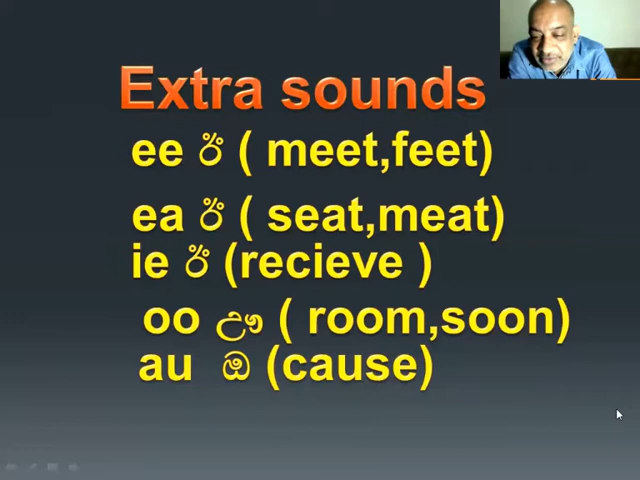 Extra sounds
ee ඊ ( meet,feet)
ea ඊ ( seat,meat)
ie ඊ (recieve )
oo ඌ ( room,soon)
au ඔ (cause)